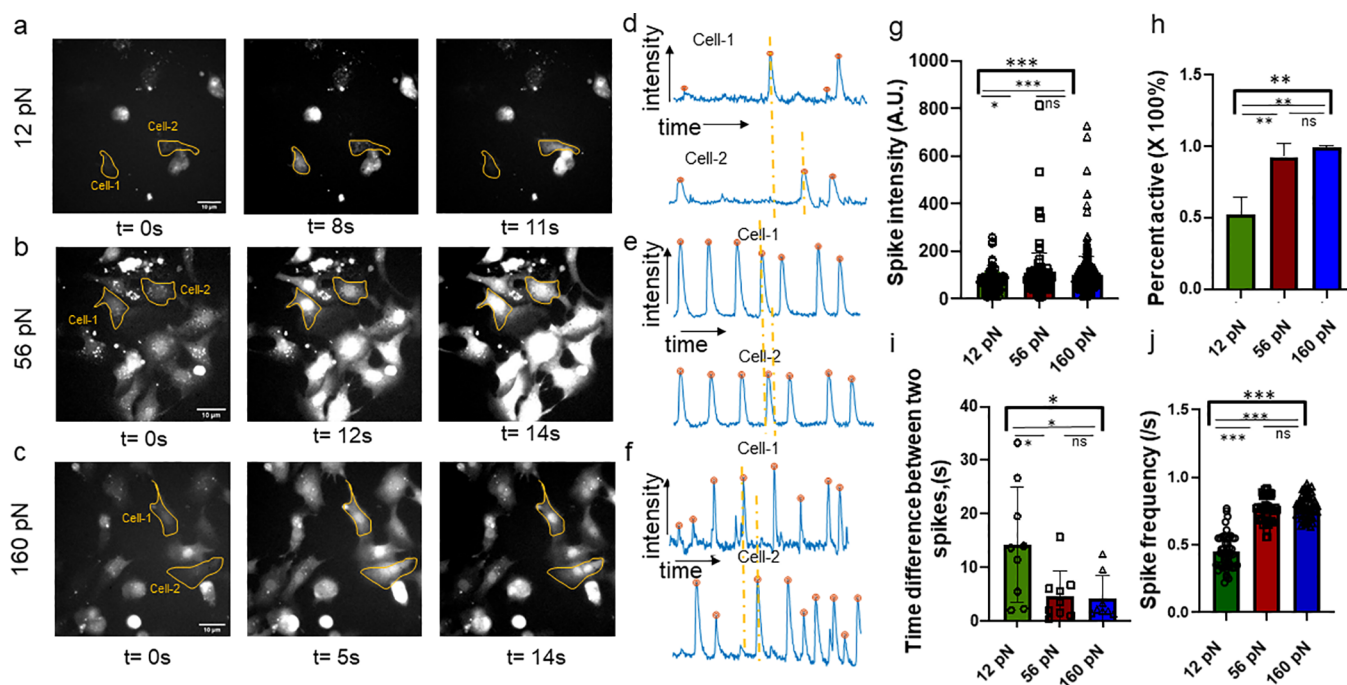 a
12 pN
Cell-2
Cell-1
10 µm
t= 0s
t= 8s
t= 11s
b
56 pN
Cell-2
Cell-1
10 µm
t= 0s
t= 12s
t= 14s
c
160 pN
Cell-1
Cell-2
10 µm
t= 0s
t= 5s
t= 14s
d
Cell-1
intensity
time
Cell-2
e
Cell-1
intensity
time
Cell-2
f
Cell-1
intensity
time
Cell-2
g
Spike intensity (A.U.)
1000
800
600
400
200
0
***
***
*
ns
12 pN
56 pN
160 pN
h
Percent active (X 100%)
1.5
1.0
0.5
0.0
**
**
**
ns
12 pN
56 pN
160 pN
i
Time difference between two
spikes,(s)
40
30
20
10
0
*
*
*
ns
12 pN
56 pN
160 pN
j
Spike frequency (/s)
1.5
1.0
0.5
0.0
***
***
***
ns
12 pN
56 pN
160 pN